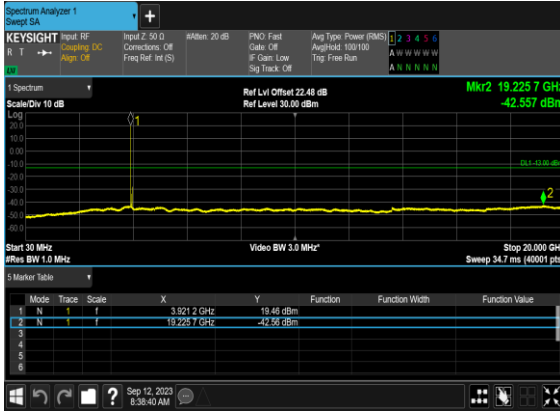 Spectrum Analyzer 1
Swept SA
+
KEYSIGHT Input: RF Input Z: 50 Ω #Atten: 20 dB PNO: Fast Avg Type: Power (RMS) 1 2 3 4 5 6
R T Coupling: DC Corrections: Off Gate: Off Avg|Hold: 100/100 A W W W W W
Align: Off Freq Ref: Int (S) IF Gain: Low Trig: Free Run
Sig Track: Off A N N N N N
1 Spectrum Ref Lvl Offset 22.48 dB Mkr2 19.225 7 GHz
Scale/Div 10 dB Ref Level 30.00 dBm -42.557 dBm
Log
20.0
10.0
0.00
-10.0
-20.0
-30.0
-40.0
-50.0
-60.0
1
DL1 -13.00 dBm
2
Start 30 MHz Video BW 3.0 MHz* Stop 20.000 GH
#Res BW 1.0 MHz Sweep 34.7 ms (40001 pts
5 Marker Table
Mode Trace Scale X Y Function Function Width Function Value
1 N 1 f 3.921 2 GHz 19.46 dBm
2 N 1 f 19.225 7 GHz -42.56 dBm
3
4
5
6
? Sep 12, 2023
8:38:40 AM